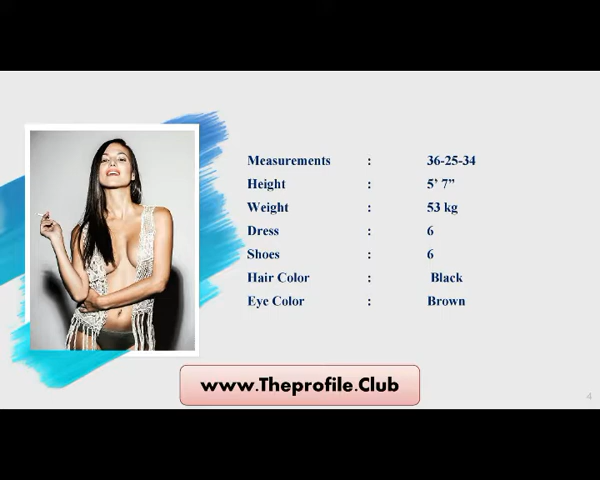 Measurements : 36-25-34
Height : 5’ 7”
Weight : 53 kg
Dress : 6
Shoes : 6
Hair Color : Black
Eye Color : Brown
www.Theprofile.Club
4